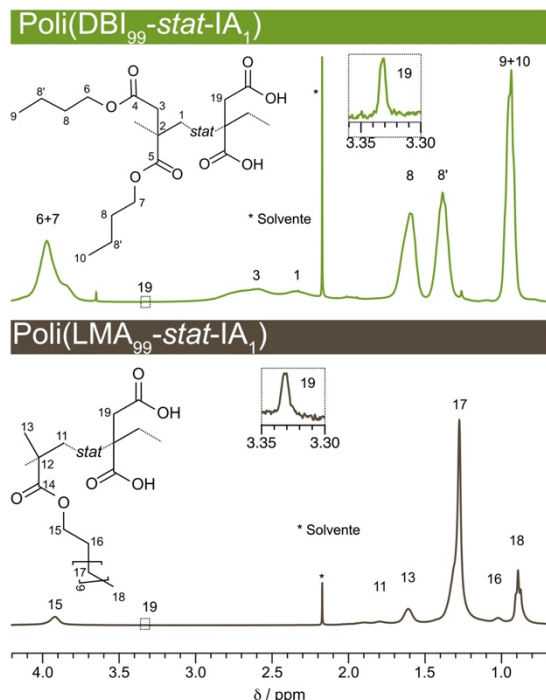 Poli(DBI99-stat-IA1)
O
OH
O
OH
O
O
O
O
stat
9
8'
8
6
4
3
2
1
5
7
8
8'
10
19
* Solvente
*
6+7
19
3
1
8
8'
9+10
19
3.35
3.30
Poli(LMA99-stat-IA1)
O
OH
O
OH
O
O
stat
13
11
12
14
15
16
17
6
18
19
19
3.35
3.30
* Solvente
*
15
19
11
13
17
16
18
4.0 3.5 3.0 2.5 2.0 1.5 1.0
δ / ppm